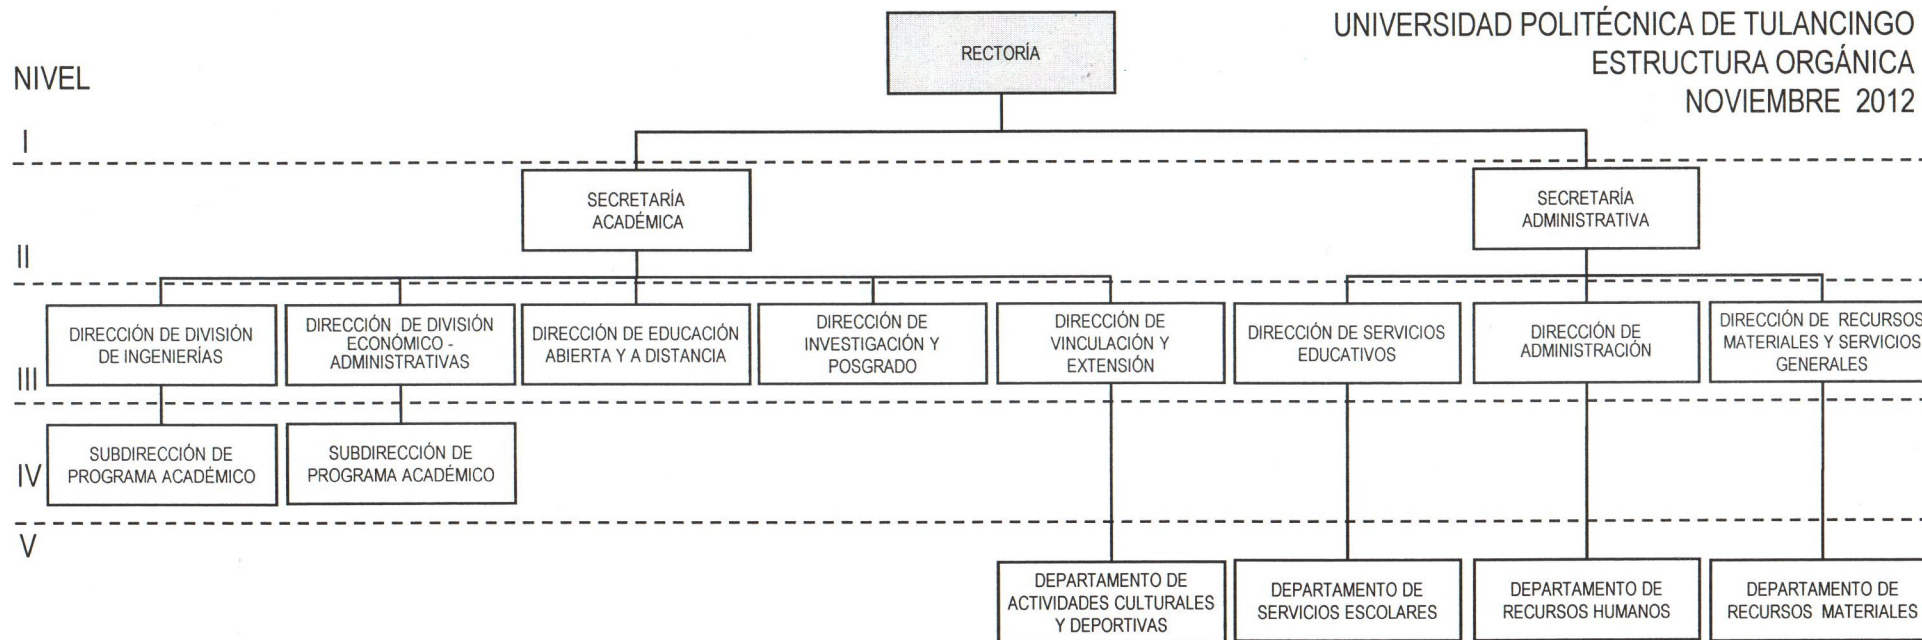 UNIVERSIDAD POLITÉCNICA DE TULANCINGO
ESTRUCTURA ORGÁNICA
NOVIEMBRE 2012
RECTORÍA
NIVEL
I
SECRETARÍA
ACADÉMICA
SECRETARÍA
ADMINISTRATIVA
II
DIRECCIÓN DE DIVISIÓN
DE INGENIERÍAS
DIRECCIÓN DE DIVISIÓN
ECONÓMICO -
ADMINISTRATIVAS
DIRECCIÓN DE EDUCACIÓN
ABIERTA Y A DISTANCIA
DIRECCIÓN DE
INVESTIGACIÓN Y
POSGRADO
DIRECCIÓN DE
VINCULACIÓN Y
EXTENSIÓN
DIRECCIÓN DE SERVICIOS
EDUCATIVOS
DIRECCIÓN DE
ADMINISTRACIÓN
DIRECCIÓN DE RECURSOS
MATERIALES Y SERVICIOS
GENERALES
III
SUBDIRECCIÓN DE
PROGRAMA ACADÉMICO
SUBDIRECCIÓN DE
PROGRAMA ACADÉMICO
IV
V
DEPARTAMENTO DE
ACTIVIDADES CULTURALES
Y DEPORTIVAS
DEPARTAMENTO DE
SERVICIOS ESCOLARES
DEPARTAMENTO DE
RECURSOS HUMANOS
DEPARTAMENTO DE
RECURSOS MATERIALES